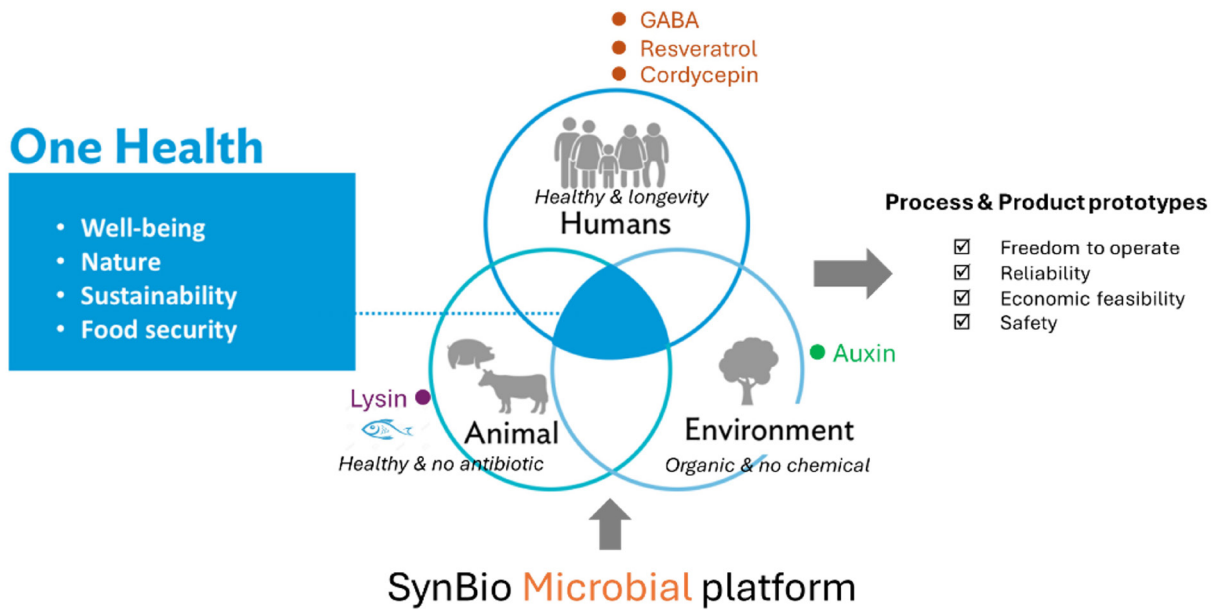 • GABA
• Resveratrol
• Cordycepin
One Health
• Well-being
• Nature
• Sustainability
• Food security
Healthy & longevity
Humans
Process & Product prototypes
☑ Freedom to operate
☑ Reliability
☑ Economic feasibility
☑ Safety
• Auxin
Lysin •
Animal
Healthy & no antibiotic
Environment
Organic & no chemical
SynBio Microbial platform